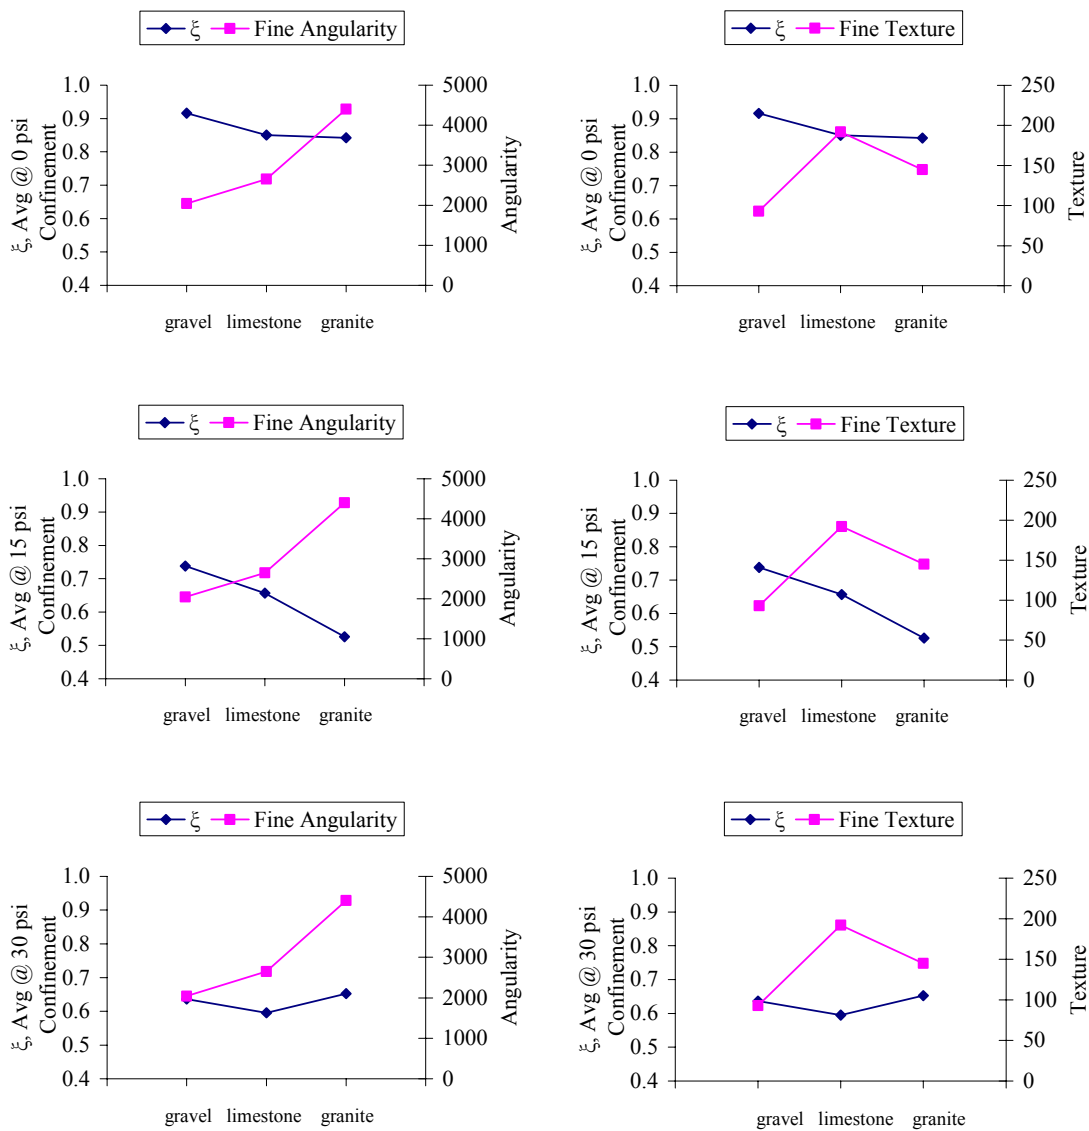 ξ Fine Angularity
1.0
0.9
0.8
0.7
0.6
0.5
0.4
5000
4000
3000
2000
1000
0
ξ, Avg @ 0 psi
Confinement
Angularity
gravel limestone granite
ξ Fine Texture
1.0
0.9
0.8
0.7
0.6
0.5
0.4
250
200
150
100
50
0
ξ, Avg @ 0 psi
Confinement
Texture
gravel limestone granite
ξ Fine Angularity
1.0
0.9
0.8
0.7
0.6
0.5
0.4
5000
4000
3000
2000
1000
0
ξ, Avg @ 15 psi
Confinement
Angularity
gravel limestone granite
ξ Fine Texture
1.0
0.9
0.8
0.7
0.6
0.5
0.4
250
200
150
100
50
0
ξ, Avg @ 15 psi
Confinement
Texture
gravel limestone granite
ξ Fine Angularity
1.0
0.9
0.8
0.7
0.6
0.5
0.4
5000
4000
3000
2000
1000
0
ξ, Avg @ 30 psi
Confinement
Angularity
gravel limestone granite
ξ Fine Texture
1.0
0.9
0.8
0.7
0.6
0.5
0.4
250
200
150
100
50
0
ξ, Avg @ 30 psi
Confinement
Texture
gravel limestone granite